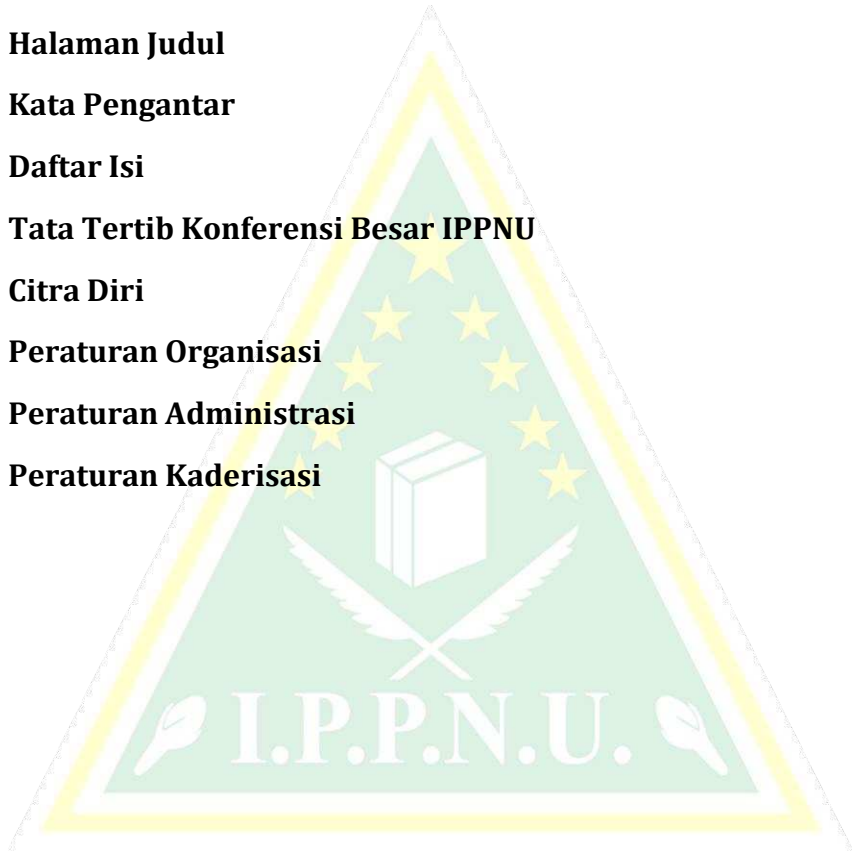 Halaman Judul
Kata Pengantar
Daftar Isi
Tata Tertib Konferensi Besar IPPNU
Citra Diri
Peraturan Organisasi
Peraturan Administrasi
Peraturan Kaderisasi
I.P.P.N.U.